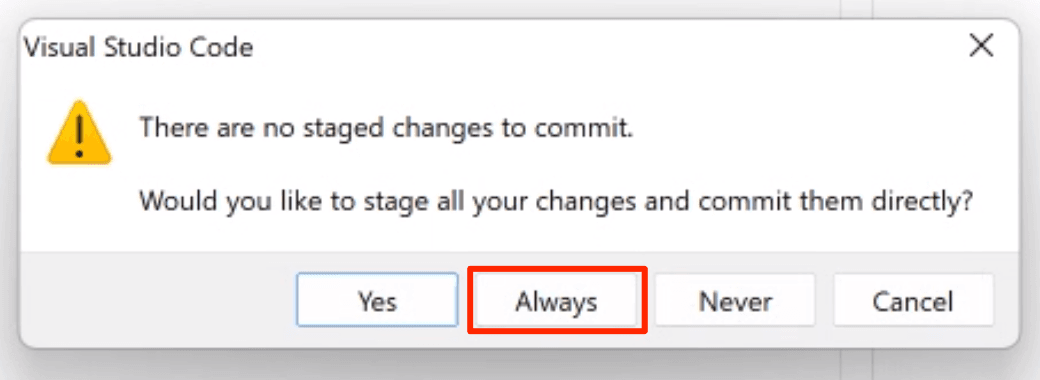 Visual Studio Code
There are no staged changes to commit.
Would you like to stage all your changes and commit them directly?
Yes
Always
Never
Cancel